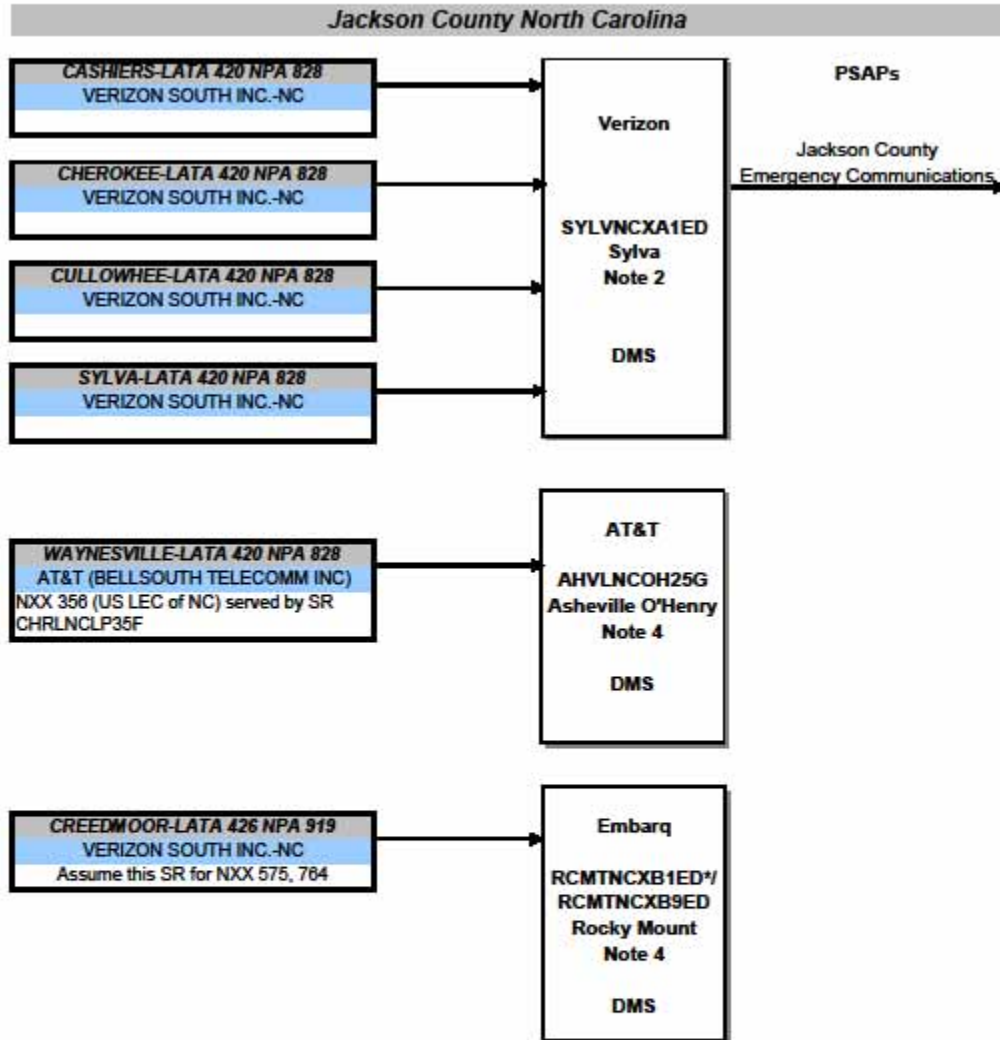 Jackson County North Carolina
CASHIERS-LATA 420 NPA 828
VERIZON SOUTH INC.-NC
CHEROKEE-LATA 420 NPA 828
VERIZON SOUTH INC.-NC
CULLOWHEE-LATA 420 NPA 828
VERIZON SOUTH INC.-NC
SYLVA-LATA 420 NPA 828
VERIZON SOUTH INC.-NC
Verizon
SYLVNCXA1ED
Sylva
Note 2
DMS
PSAPs
Jackson County
Emergency Communications
WAYNESVILLE-LATA 420 NPA 828
AT&T (BELLSOUTH TELECOMM INC)
NXX 356 (US LEC of NC) served by SR
CHRLNCLP35F
AT&T
AHVLNCOH25G
Asheville O'Henry
Note 4
DMS
CREEDMOOR-LATA 426 NPA 919
VERIZON SOUTH INC.-NC
Assume this SR for NXX 575, 764
Embarq
RCMTNCXB1ED*/
RCMTNCXB9ED
Rocky Mount
Note 4
DMS